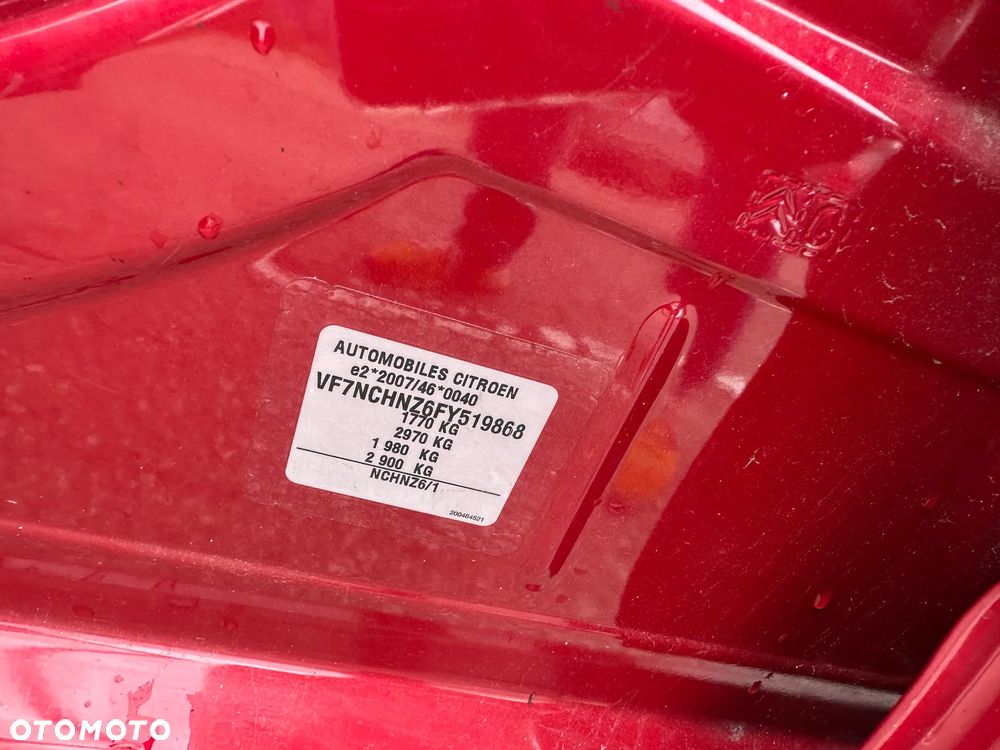 AUTOMOBILES CITROEN
e2*2007/46*0040
VF7NCHNZ6FY519868
1770 KG
2970 KG
1 980 KG
2 900 KG
NCHNZ6/1
200464521
OTOMOTO